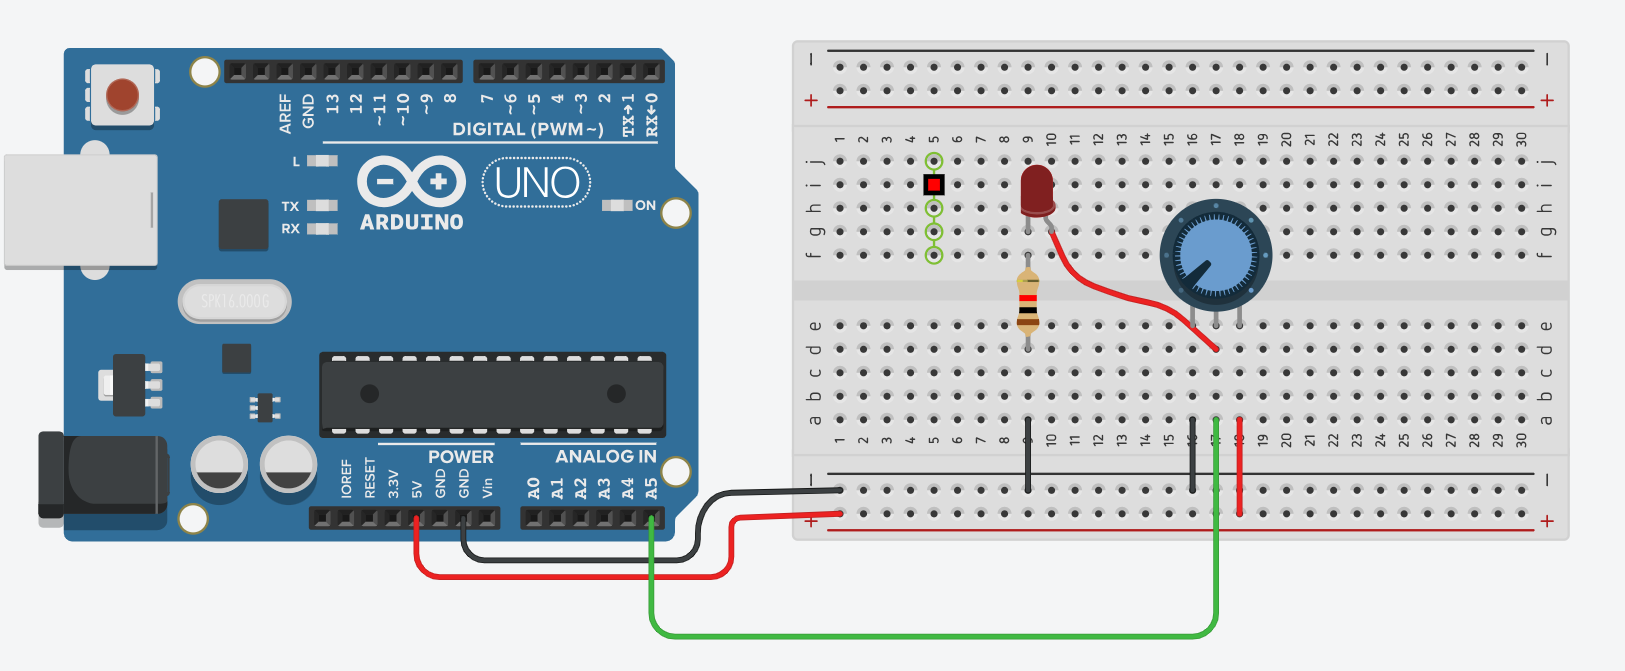 − −
+ +
1 2 3 4 5 6 7 8 9 10 11 12 13 14 15 16 17 18 19 20 21 22 23 24 25 26 27 28 29 30
j j
i i
h h
g g
f f
e e
d d
c c
b b
a a
1 2 3 4 5 6 7 8 9 10 11 12 13 14 15 16 17 18 19 20 21 22 23 24 25 26 27 28 29 30
− −
+ +
AREF GND 13 12 ~11 ~10 ~9 8 7 ~6 ~5 4 ~3 2 TX→1 RX←0
DIGITAL (PWM ~)
L
TX
RX
UNO
ON
ARDUINO
SPK16.000G
POWER ANALOG IN
IOREF RESET 3.3V 5V GND GND Vin A0 A1 A2 A3 A4 A5